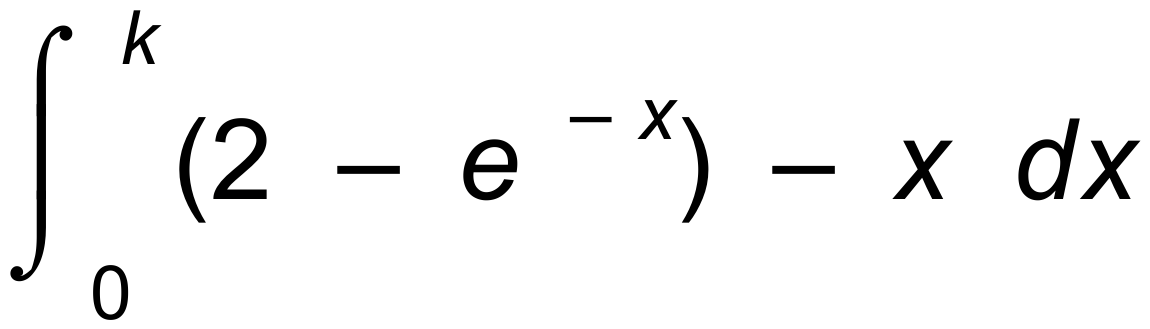 ∫₀ᵏ (2 − e⁻ˣ) − x dx